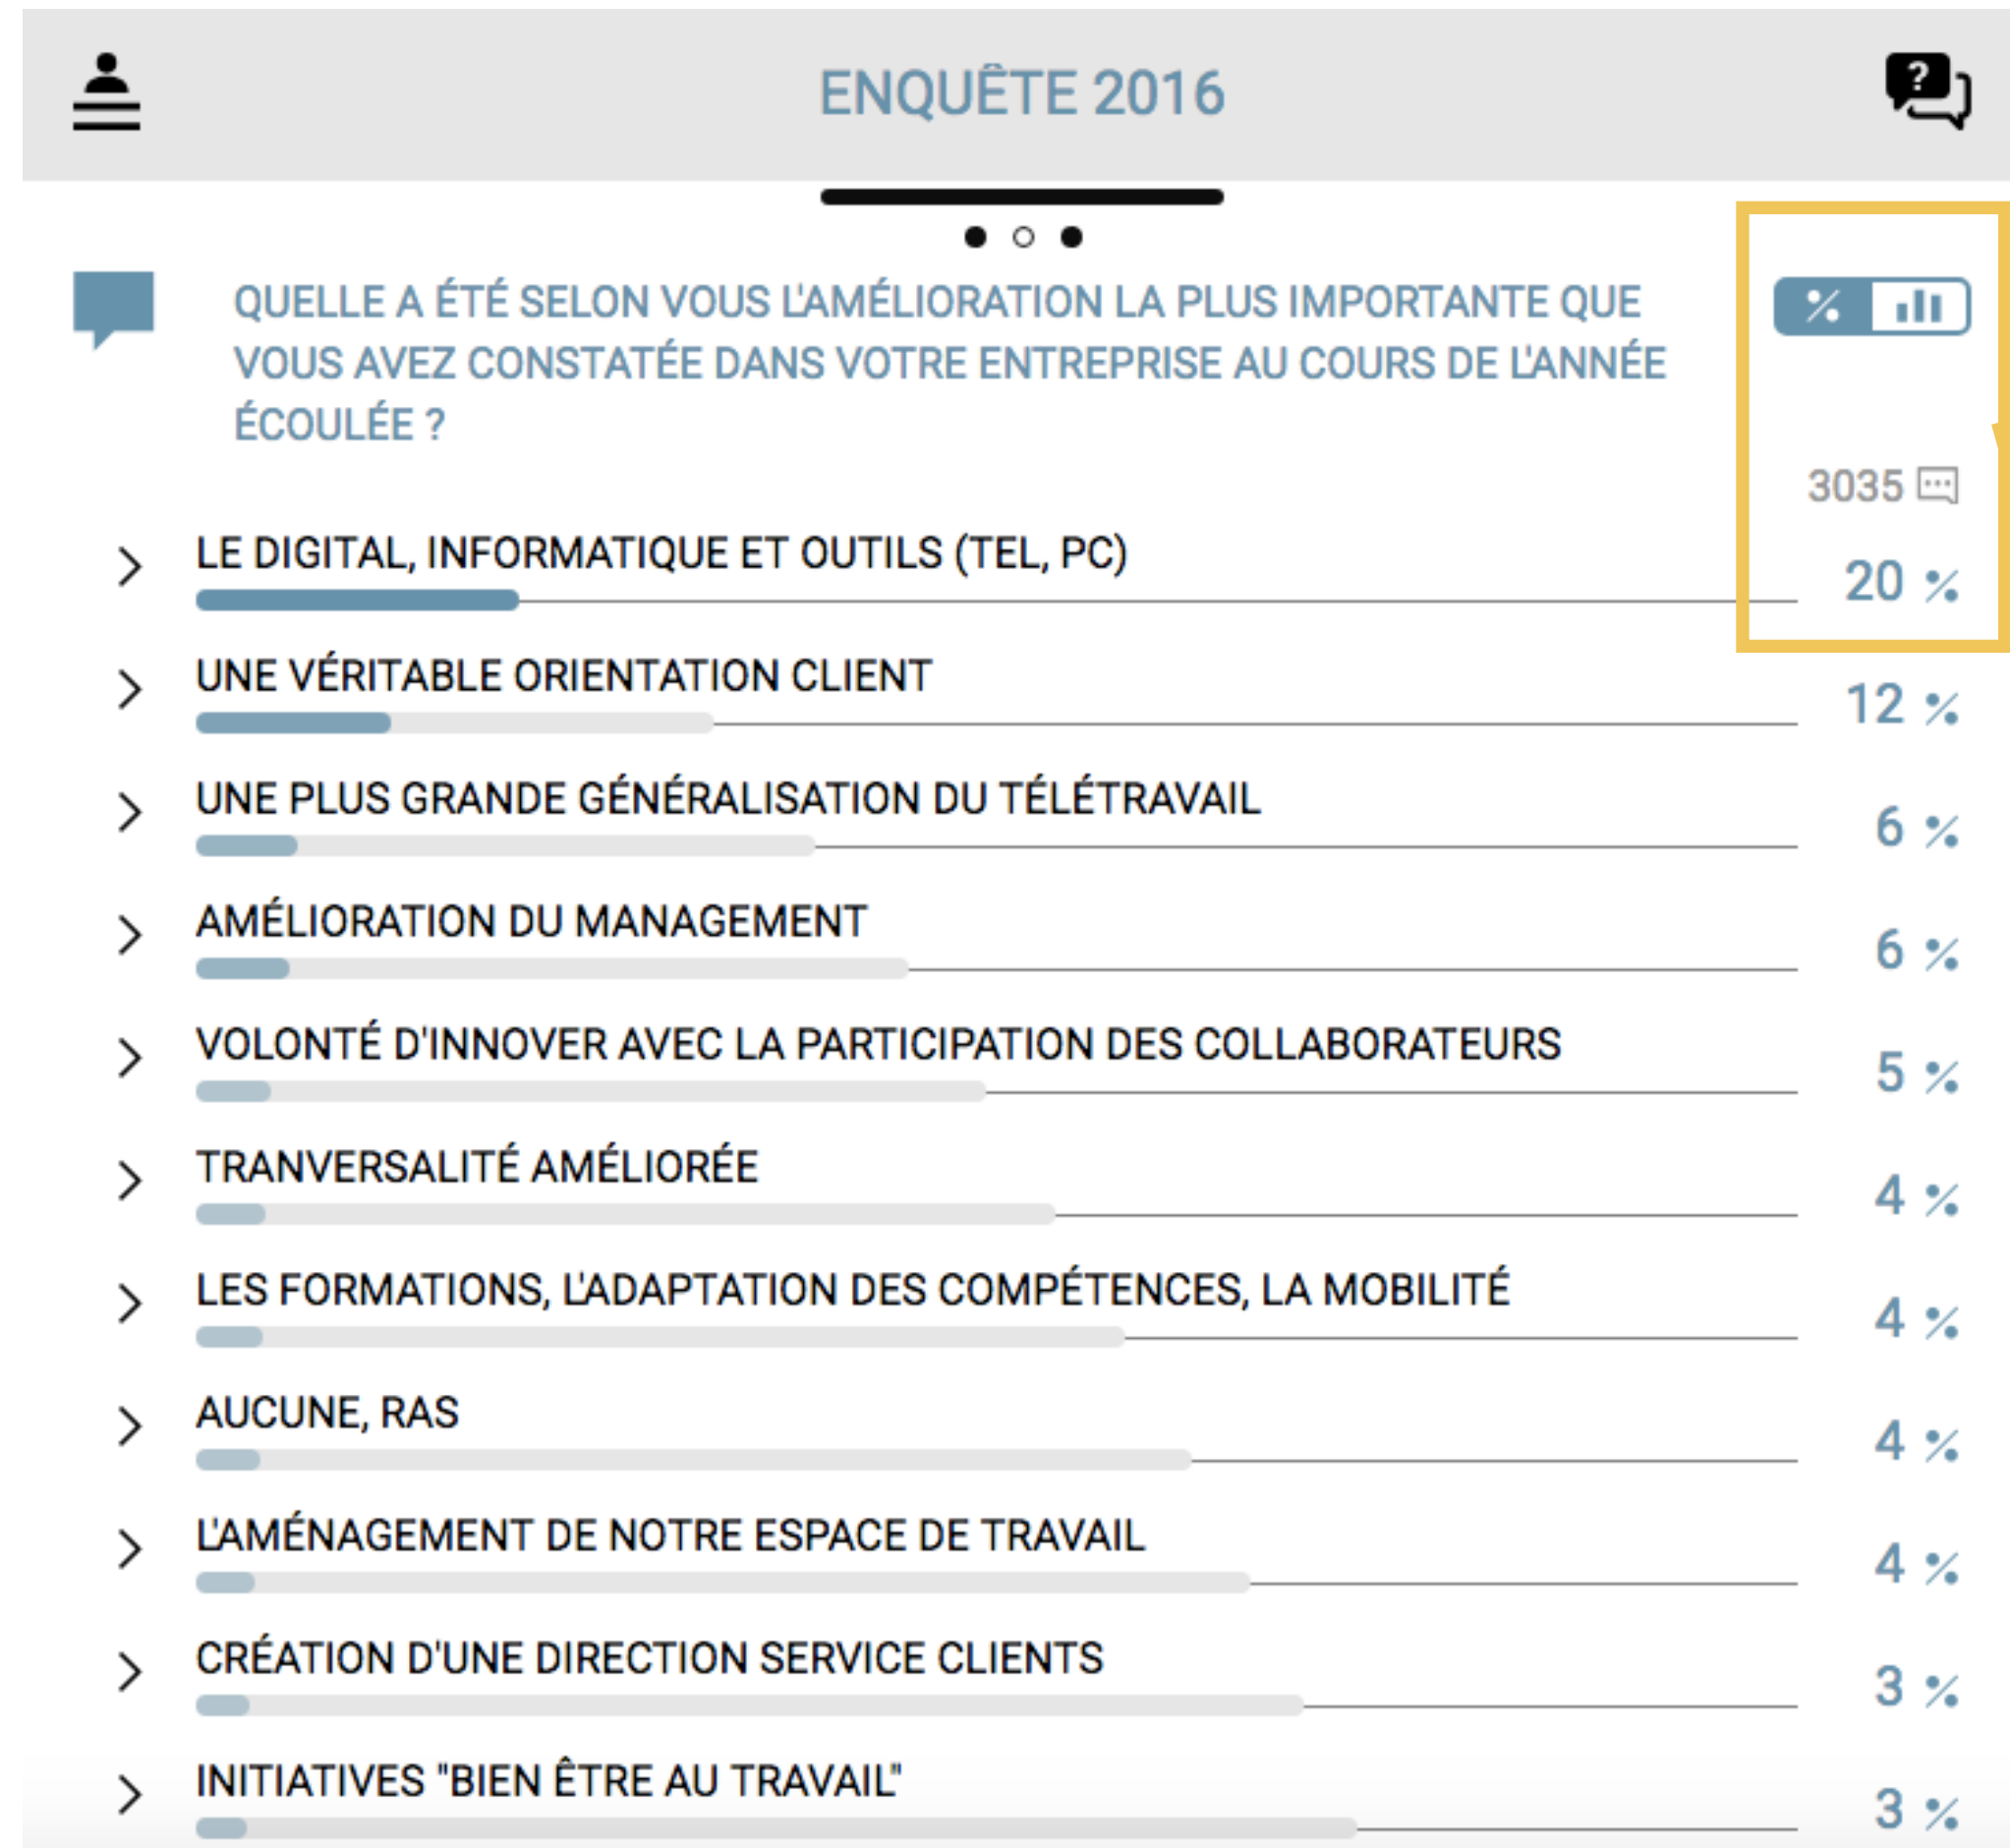 ENQUÊTE 2016
QUELLE A ÉTÉ SELON VOUS L'AMÉLIORATION LA PLUS IMPORTANTE QUE
VOUS AVEZ CONSTATÉE DANS VOTRE ENTREPRISE AU COURS DE L'ANNÉE
ÉCOULÉE ?
%
3035
LE DIGITAL, INFORMATIQUE ET OUTILS (TEL, PC)
20 %
UNE VÉRITABLE ORIENTATION CLIENT
12 %
UNE PLUS GRANDE GÉNÉRALISATION DU TÉLÉTRAVAIL
6 %
AMÉLIORATION DU MANAGEMENT
6 %
VOLONTÉ D'INNOVER AVEC LA PARTICIPATION DES COLLABORATEURS
5 %
TRANVERSALITÉ AMÉLIORÉE
4 %
LES FORMATIONS, L'ADAPTATION DES COMPÉTENCES, LA MOBILITÉ
4 %
AUCUNE, RAS
4 %
L'AMÉNAGEMENT DE NOTRE ESPACE DE TRAVAIL
4 %
CRÉATION D'UNE DIRECTION SERVICE CLIENTS
3 %
INITIATIVES "BIEN ÊTRE AU TRAVAIL"
3 %